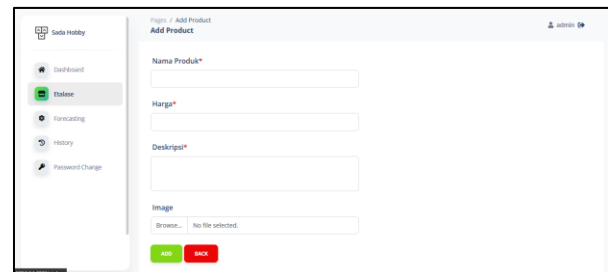 Sada Hobby
Dashboard
Etalase
Forecasting
History
Password Change
Pages / Add Product
Add Product
admin
Nama Produk*
Harga*
Deskripsi*
Image
Browse... No file selected.
ADD BACK